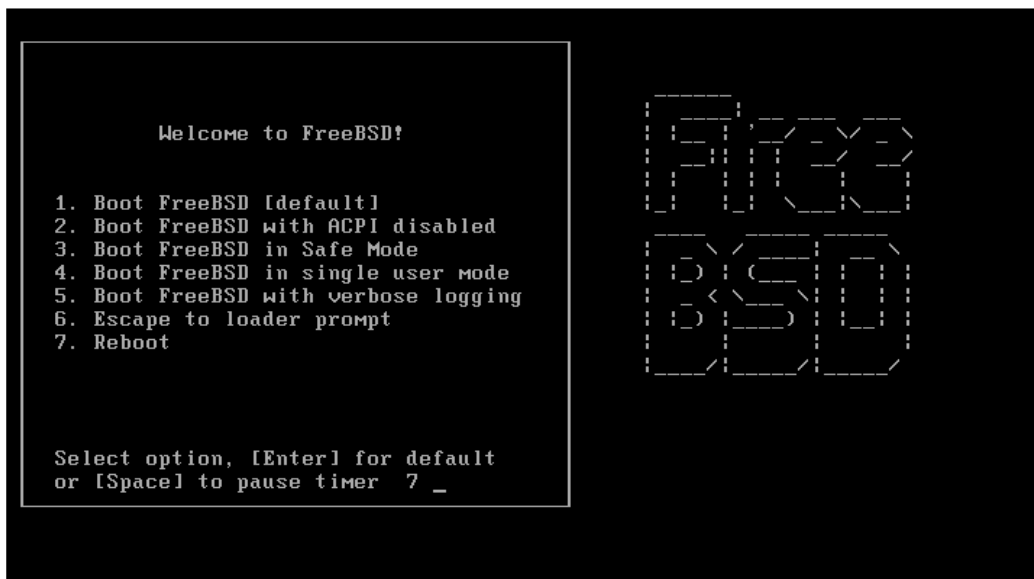 Welcome to FreeBSD!
1. Boot FreeBSD [default]
2. Boot FreeBSD with ACPI disabled
3. Boot FreeBSD in Safe Mode
4. Boot FreeBSD in single user mode
5. Boot FreeBSD with verbose logging
6. Escape to loader prompt
7. Reboot
Select option, [Enter] for default
or [Space] to pause timer 7 _
Free
BSD